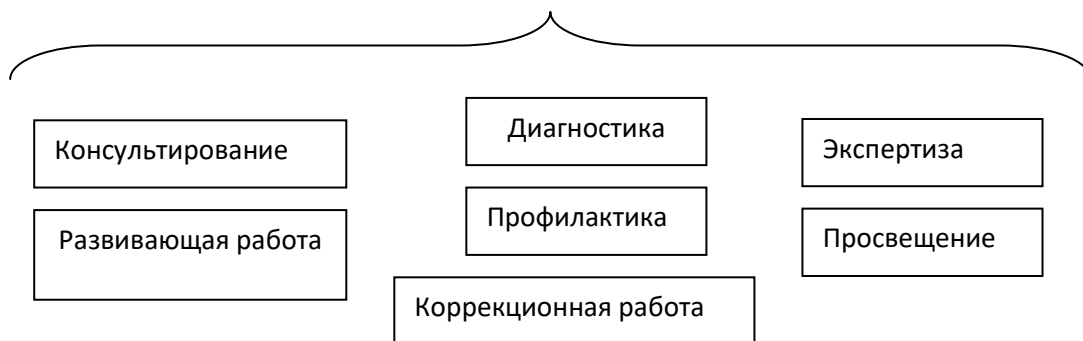 Консультирование
Развивающая работа
Диагностика
Профилактика
Коррекционная работа
Экспертиза
Просвещение